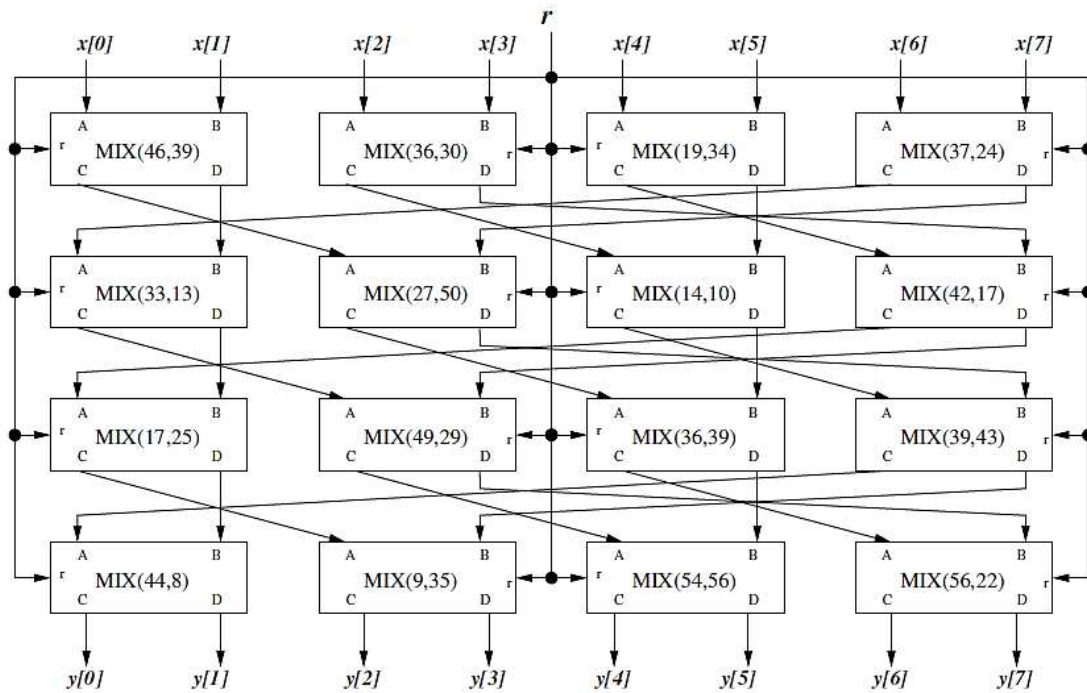 r
x[0] x[1] x[2] x[3] x[4] x[5] x[6] x[7]
A B A B A B A B
r MIX(46,39) MIX(36,30) r r MIX(19,34) MIX(37,24) r
C D C D C D C D
A B A B A B A B
r MIX(33,13) MIX(27,50) r r MIX(14,10) MIX(42,17) r
C D C D C D C D
A B A B A B A B
r MIX(17,25) MIX(49,29) r r MIX(36,39) MIX(39,43) r
C D C D C D C D
A B A B A B A B
r MIX(44,8) MIX(9,35) r r MIX(54,56) MIX(56,22) r
C D C D C D C D
y[0] y[1] y[2] y[3] y[4] y[5] y[6] y[7]